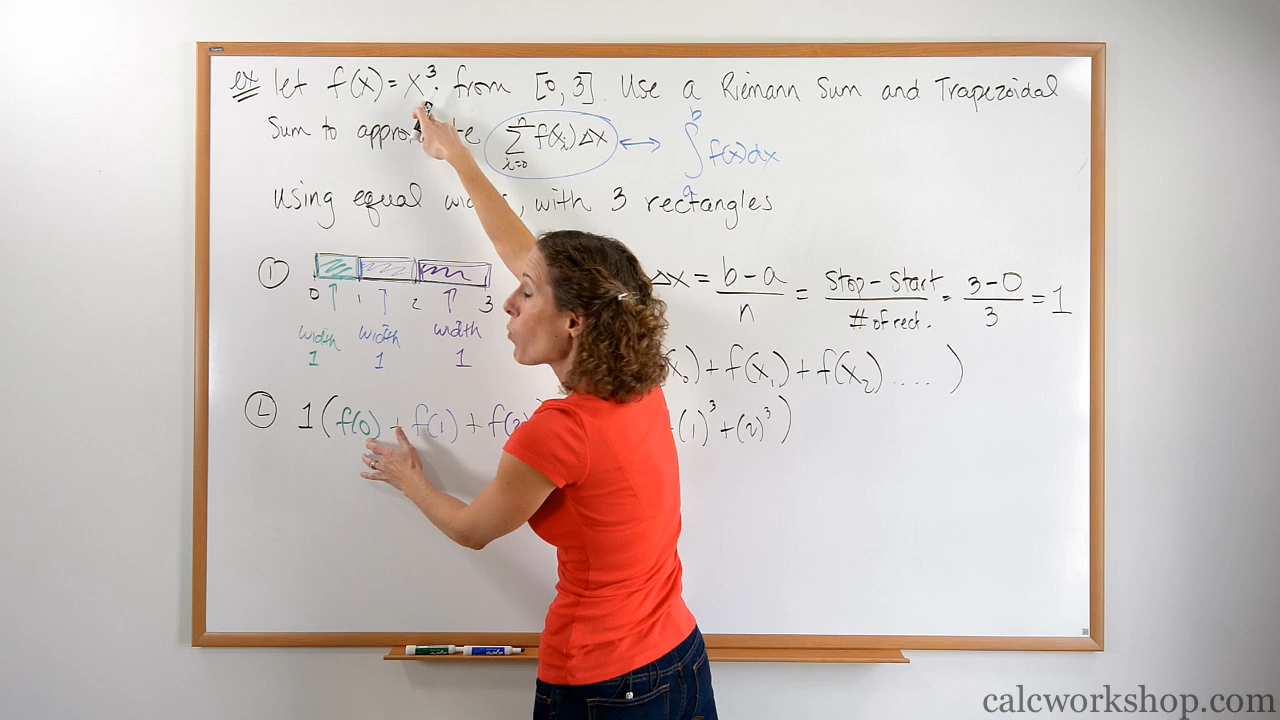 ex let f(x) = x³ from [0, 3]. Use a Riemann Sum and Trapezoidal
Sum to n∑i=0 f(xᵢ)Δx ↔ b∫a f(x)dx
using equal with 3 rectangles
① Δx = b-a/n = stop-start/# of rect. = 3-0/3 = 1
0 1 2 3
width width width
1 1 1
+ f(x₁) + f(x₂) .... )
Ⓛ 1(f(0) + f(1) + f(2) (1)³ + (2)³)
calcworkshop.com